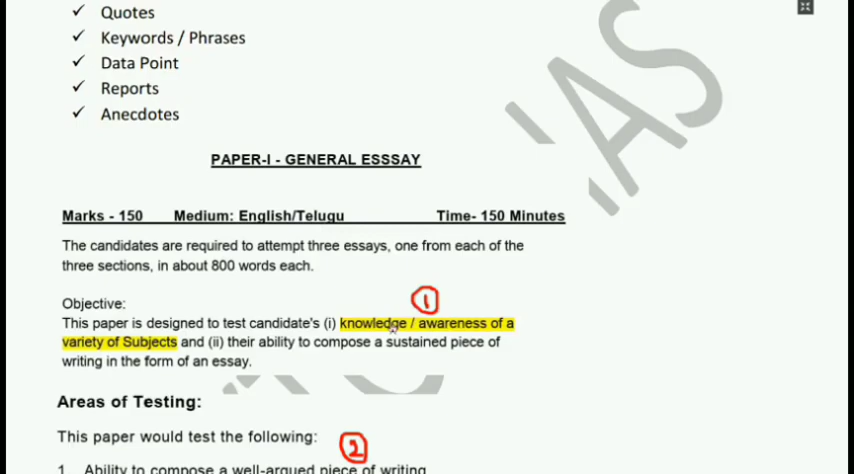 ✓ Quotes
✓ Keywords / Phrases
✓ Data Point
✓ Reports
✓ Anecdotes
PAPER-I - GENERAL ESSSAY
Marks - 150 Medium: English/Telugu Time- 150 Minutes
The candidates are required to attempt three essays, one from each of the
three sections, in about 800 words each.
Objective:
1
This paper is designed to test candidate's (i) knowledge / awareness of a
variety of Subjects and (ii) their ability to compose a sustained piece of
writing in the form of an essay.
Areas of Testing:
This paper would test the following:
2
1. Ability to compose a well-argued piece of writing
IAS